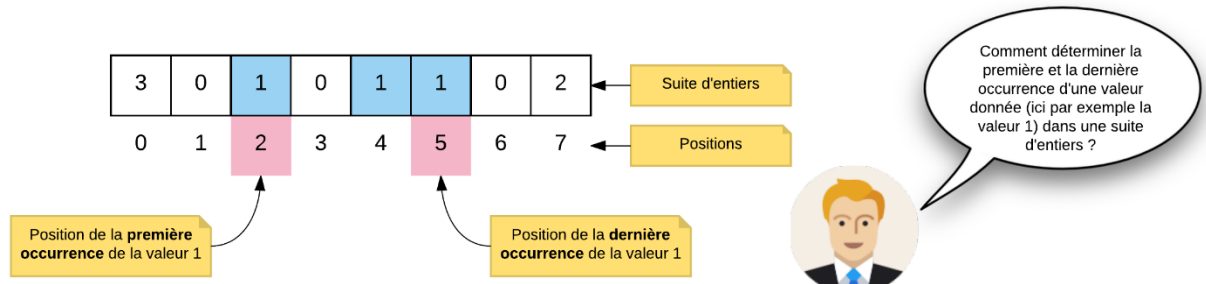 Comment déterminer la
première et la dernière
occurrence d'une valeur
donnée (ici par exemple la
valeur 1) dans une suite
d'entiers ?
3 0 1 0 1 1 0 2
Suite d'entiers
0 1 2 3 4 5 6 7
Positions
Position de la première
occurrence de la valeur 1
Position de la dernière
occurrence de la valeur 1